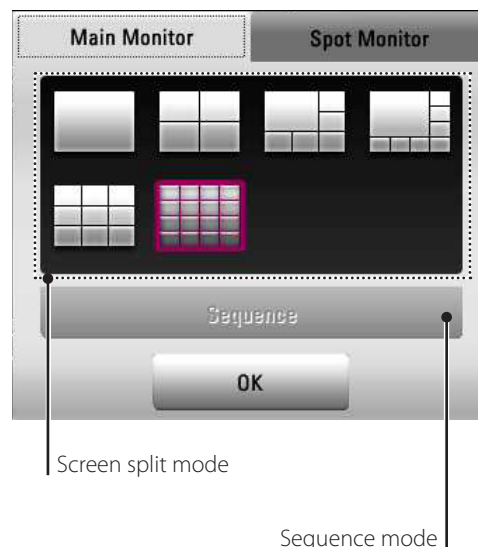 Main Monitor
Spot Monitor
Sequence
OK
Screen split mode
Sequence mode